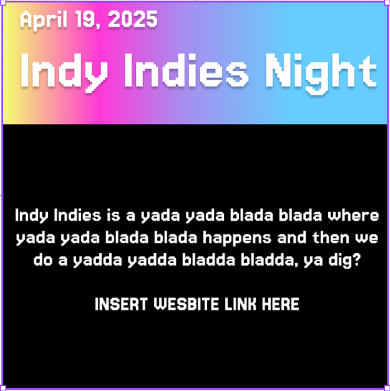 April 19, 2025
Indy Indies Night
Indy Indies is a yada yada blada blada where
yada yada blada blada happens and then we
do a yadda yadda bladda bladda, ya dig?
INSERT WESBITE LINK HERE